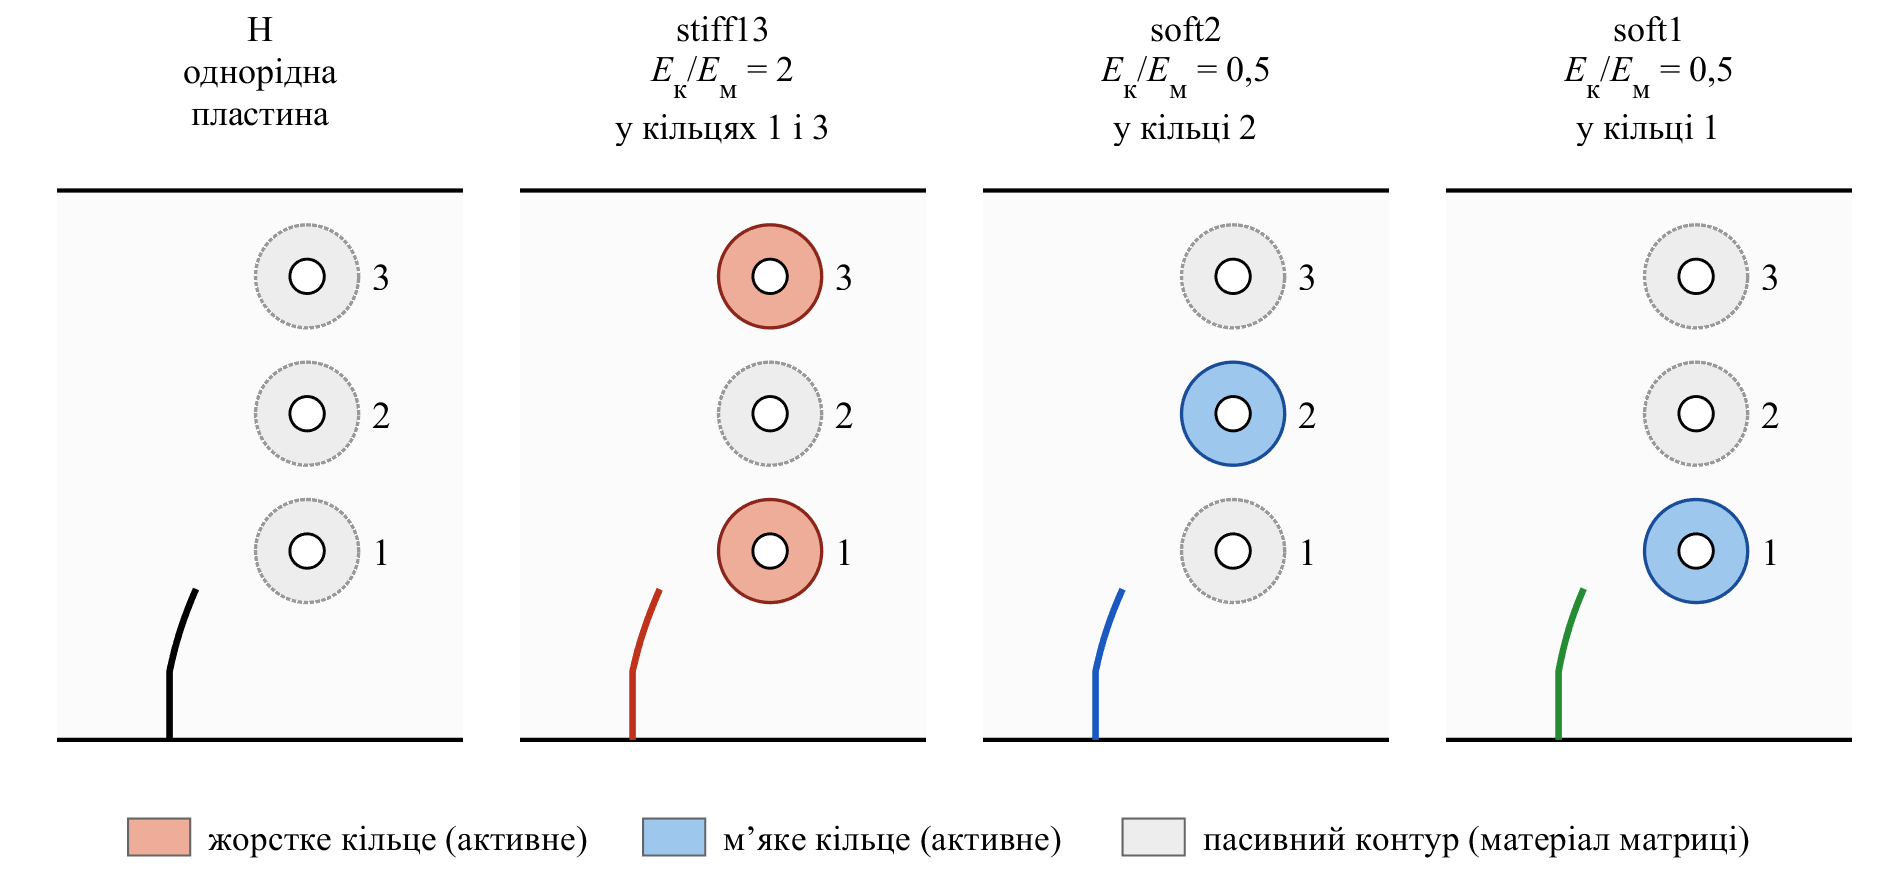 H
однорідна
пластина
stiff13
Eк/Eм = 2
у кільцях 1 і 3
soft2
Eк/Eм = 0,5
у кільці 2
soft1
Eк/Eм = 0,5
у кільці 1
3
2
1
3
2
1
3
2
1
3
2
1
жорстке кільце (активне)
м’яке кільце (активне)
пасивний контур (матеріал матриці)